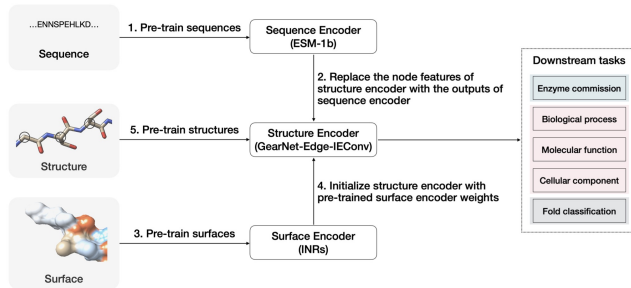 ...ENNSPEHLKD...
Sequence
1. Pre-train sequences
Sequence Encoder
(ESM-1b)
2. Replace the node features of
structure encoder with the outputs of
sequence encoder
Structure
5. Pre-train structures
Structure Encoder
(GearNet-Edge-IEConv)
4. Initialize structure encoder with
pre-trained surface encoder weights
Surface
3. Pre-train surfaces
Surface Encoder
(INRs)
Downstream tasks
Enzyme commission
Biological process
Molecular function
Cellular component
Fold classification